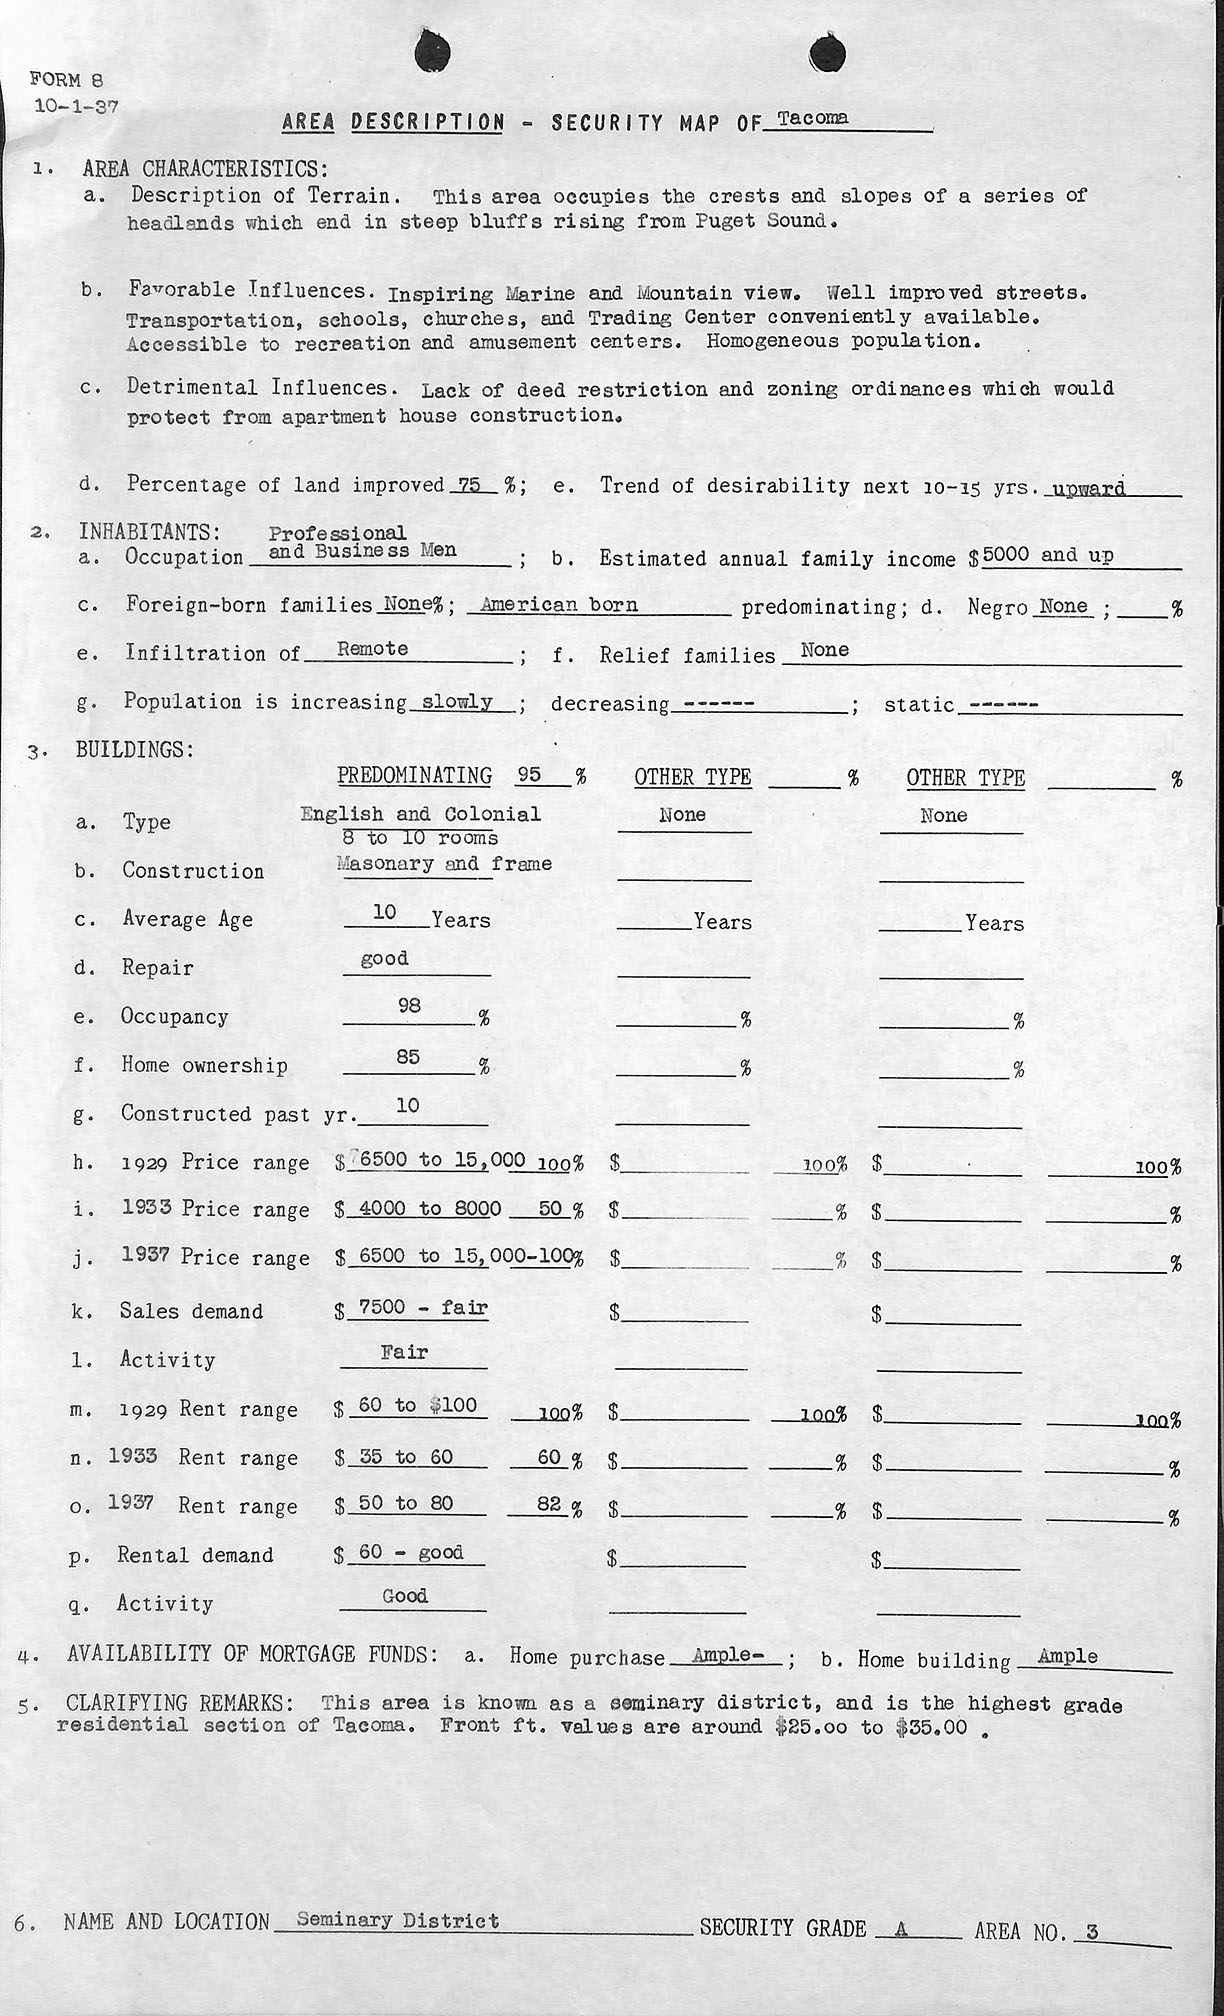 FORM 8
10-1-37
AREA DESCRIPTION - SECURITY MAP OF Tacoma
1. AREA CHARACTERISTICS:
a. Description of Terrain. This area occupies the crests and slopes of a series of
headlands which end in steep bluffs rising from Puget Sound.
b. Favorable Influences. Inspiring Marine and Mountain view. Well improved streets.
Transportation, schools, churches, and Trading Center conveniently available.
Accessible to recreation and amusement centers. Homogeneous population.
c. Detrimental Influences. Lack of deed restriction and zoning ordinances which would
protect from apartment house construction.
d. Percentage of land improved 75 %; e. Trend of desirability next 10-15 yrs. upward
2. INHABITANTS: Professional
a. Occupation and Business Men ; b. Estimated annual family income $5000 and up
c. Foreign-born families None%; American born predominating; d. Negro None ; %
e. Infiltration of Remote ; f. Relief families None
g. Population is increasing slowly ; decreasing ------ ; static ------
3. BUILDINGS:
PREDOMINATING 95 % OTHER TYPE % OTHER TYPE %
a. Type English and Colonial None None
8 to 10 rooms
b. Construction Masonary and frame
c. Average Age 10 Years Years Years
d. Repair good
e. Occupancy 98 % % %
f. Home ownership 85 % % %
g. Constructed past yr. 10
h. 1929 Price range $ 6500 to 15,000 100% $ 100% $ 100%
i. 1933 Price range $ 4000 to 8000 50 % $ % $ %
j. 1937 Price range $ 6500 to 15,000-100% $ % $ %
k. Sales demand $ 7500 - fair $ $
l. Activity Fair
m. 1929 Rent range $ 60 to $100 100% $ 100% $ 100%
n. 1933 Rent range $ 35 to 60 60 % $ % $ %
o. 1937 Rent range $ 50 to 80 82 % $ % $ %
p. Rental demand $ 60 - good $ $
q. Activity Good
4. AVAILABILITY OF MORTGAGE FUNDS: a. Home purchase Ample- ; b. Home building Ample
5. CLARIFYING REMARKS: This area is known as a seminary district, and is the highest grade
residential section of Tacoma. Front ft. values are around $25.oo to $35.00 .
6. NAME AND LOCATION Seminary District SECURITY GRADE A AREA NO. 3